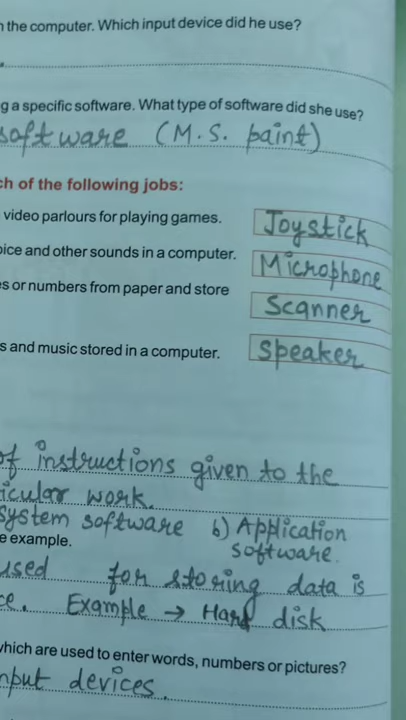 the computer. Which input device did he use?
g a specific software. What type of software did she use?
software (M.S. paint)
ch of the following jobs:
video parlours for playing games. Joystick
oice and other sounds in a computer. Microphone
es or numbers from paper and store Scanner
s and music stored in a computer. Speaker
of instructions given to the
icular work.
system software b) Application
software.
e example.
used for storing data is
ce. Example → Hard disk
which are used to enter words, numbers or pictures?
nput devices.